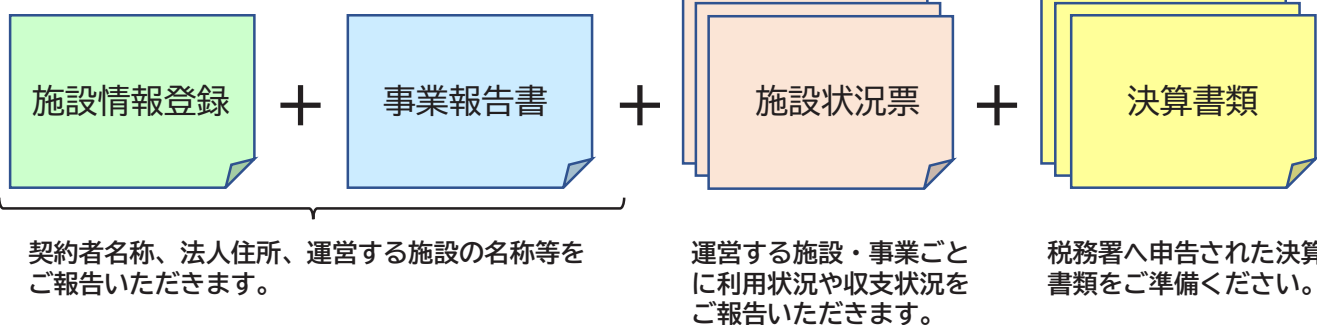 施設情報登録
+
事業報告書
+
施設状況票
+
決算書類
契約者名称、法人住所、運営する施設の名称等を
ご報告いただきます。
運営する施設・事業ごと
に利用状況や収支状況を
ご報告いただきます。
税務署へ申告された決算
書類をご準備ください。